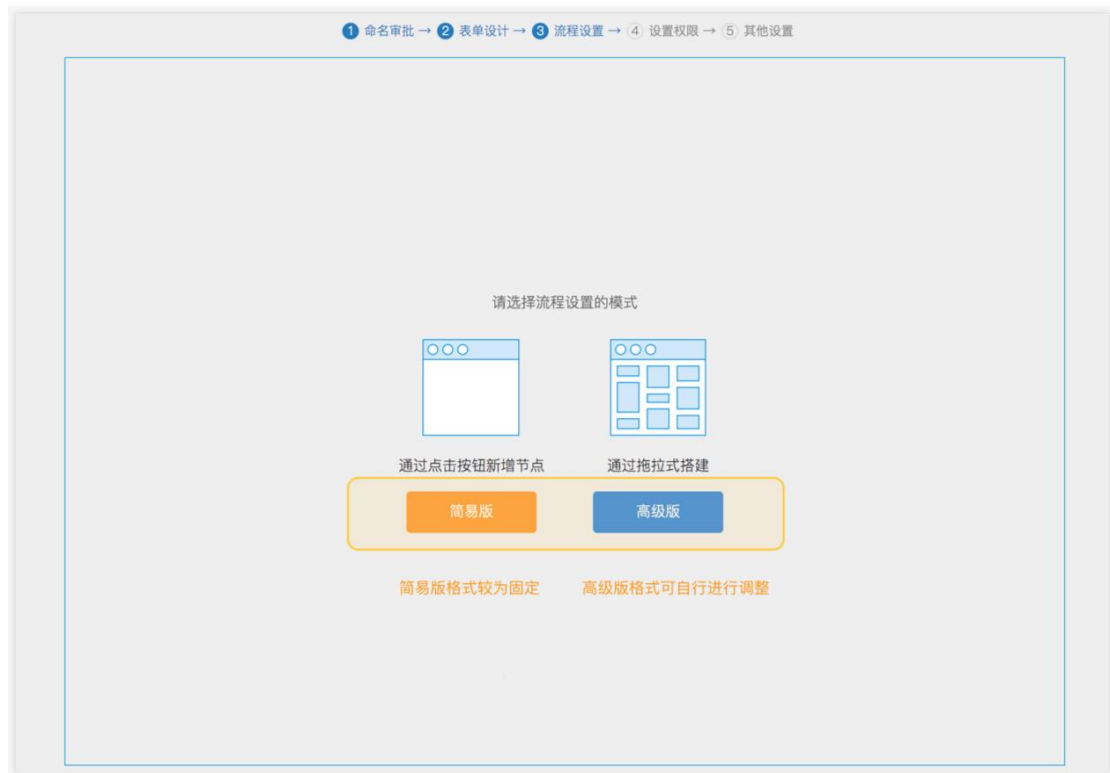 1 命名审批 → 2 表单设计 → 3 流程设置 → 4 设置权限 → 5 其他设置
请选择流程设置的模式
通过点击按钮新增节点 通过拖拉式搭建
简易版 高级版
简易版格式较为固定 高级版格式可自行进行调整